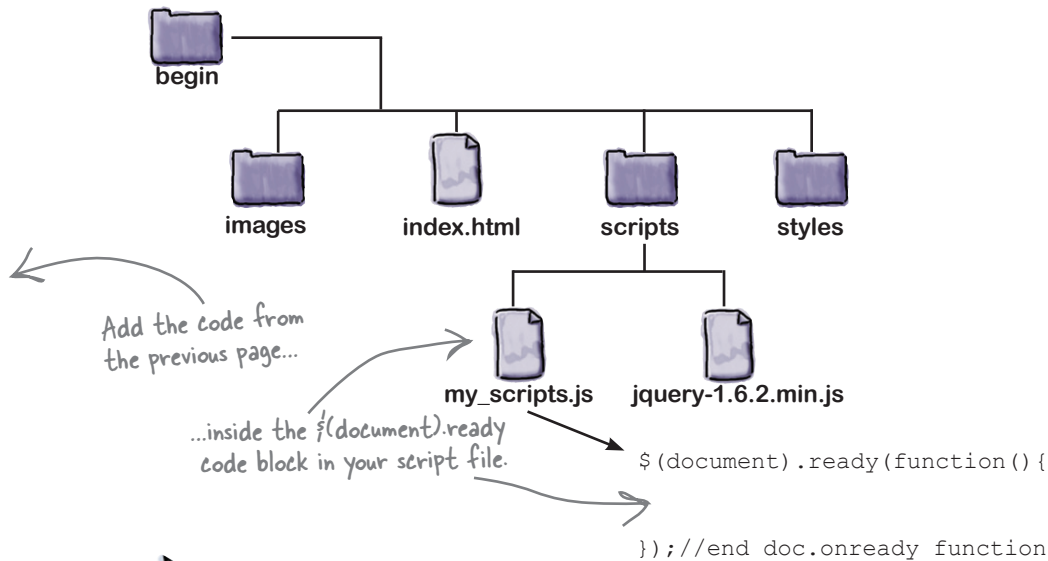 begin
images
index.html
scripts
styles
Add the code from
the previous page...
my_scripts.js
jquery-1.6.2.min.js
...inside the $(document).ready
code block in your script file.
$(document).ready(function(){
});//end doc.onready function